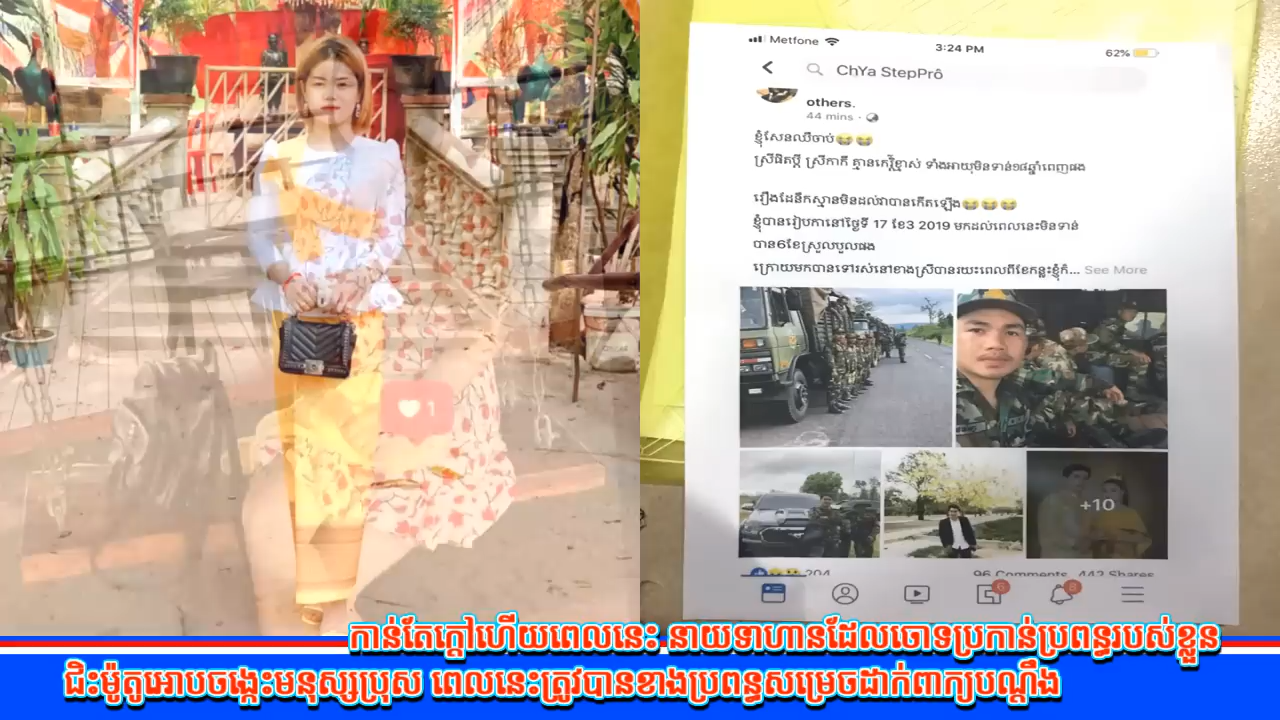 Metfone
3:24 PM
62%
ChYa StepPrô
others.
44 mins ·
ខ្ញុំសែនឈឺចាប់😭😭
ស្រីផិតប្ដី ស្រីកាកី គ្មានកេរ្តិ៍ខ្មាស់ ទាំងអាយុមិនទាន់១៨ឆ្នាំពេញផង
រឿងដែនឹកស្មានមិនដល់វាបានកើតឡើង😭😭😭
ខ្ញុំបានរៀបការនៅថ្ងៃទី 17 ខែ3 2019 មកដល់ពេលនេះមិនទាន់
បាន6ខែស្រួលបួលផង
ក្រោយមកបានទៅរស់នៅខាងស្រីបានរយះពេលពីខែកន្លះខ្ញុំក៏... See More
+10
204
96 Comments 442 Shares
6
8
1
កាន់តែក្ដៅហើយពេលនេះ នាយទាហានដែលចោទប្រកាន់ប្រពន្ធរបស់ខ្លួន
ជិះម៉ូតូអោបចង្កេះមនុស្សប្រុស ពេលនេះត្រូវបានខាងប្រពន្ធសម្រេចដាក់ពាក្យបណ្ដឹង